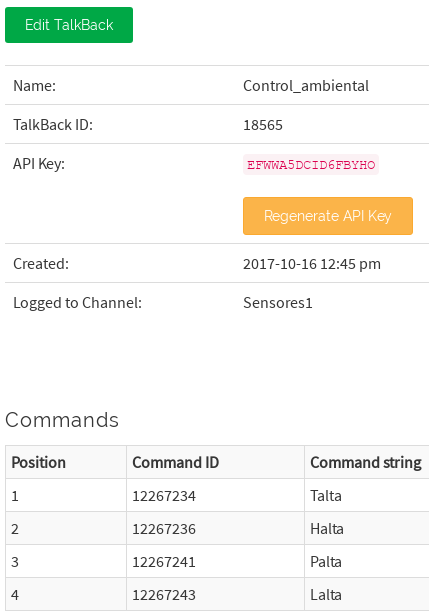 Edit TalkBack
Name: Control_ambiental
TalkBack ID: 18565
API Key: EFWWA5DCID6FBYHO
Regenerate API Key
Created: 2017-10-16 12:45 pm
Logged to Channel: Sensores1
Commands
Position Command ID Command string
1 12267234 Talta
2 12267236 Halta
3 12267241 Palta
4 12267243 Lalta